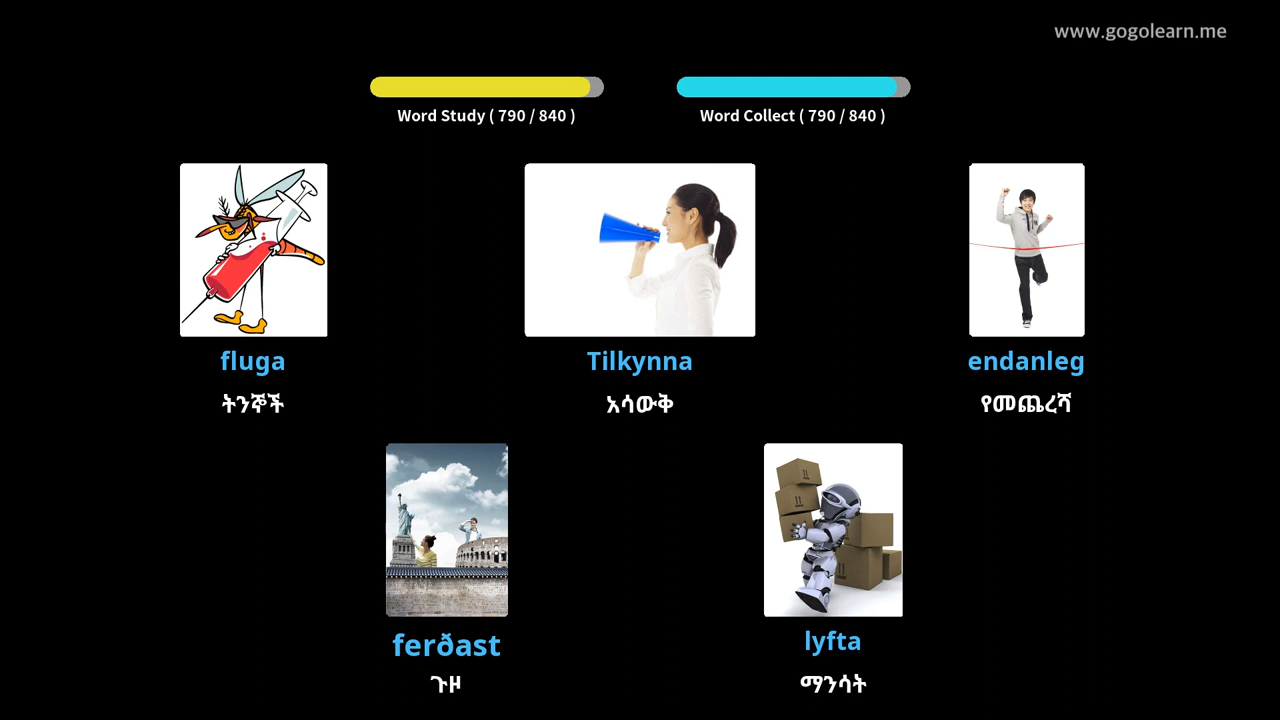 www.gogolearn.me
Word Study ( 790 / 840 )
Word Collect ( 790 / 840 )
fluga
Tilkynna
endanleg
ትንኞች
አሳውቅ
የመጨረሻ
ferðast
lyfta
ጉዞ
ማንሳት